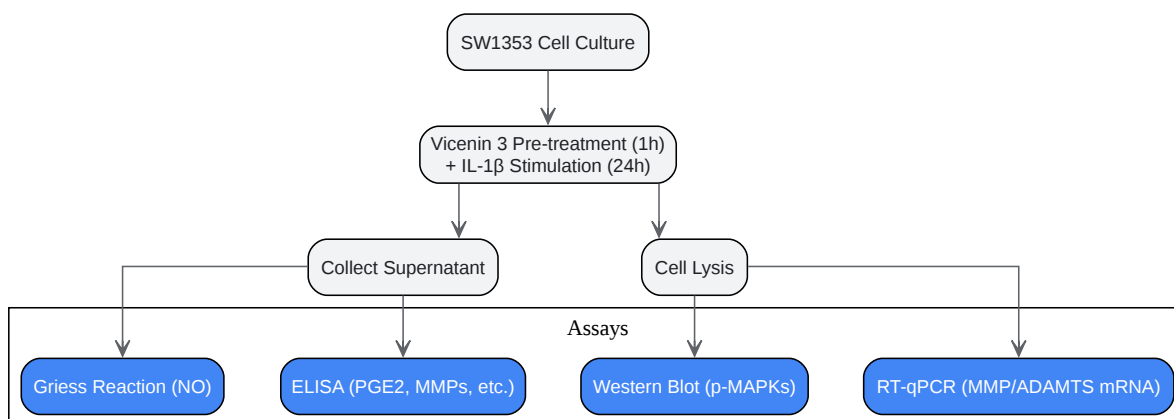 SW1353 Cell Culture
Vicenin 3 Pre-treatment (1h)
+ IL-1β Stimulation (24h)
Collect Supernatant
Cell Lysis
Assays
Griess Reaction (NO)
ELISA (PGE2, MMPs, etc.)
Western Blot (p-MAPKs)
RT-qPCR (MMP/ADAMTS mRNA)